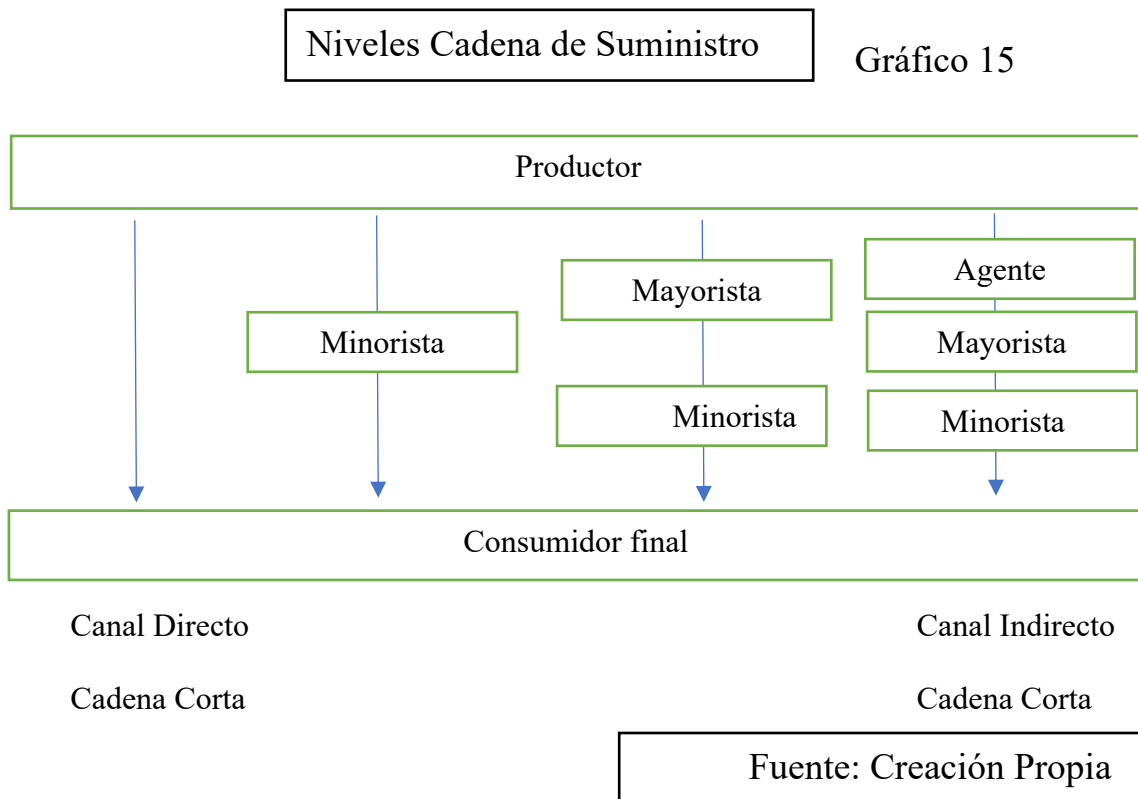 Niveles Cadena de Suministro
Gráfico 15
Productor
Minorista
Mayorista
Minorista
Agente
Mayorista
Minorista
Consumidor final
Canal Directo
Canal Indirecto
Cadena Corta
Cadena Corta
Fuente: Creación Propia